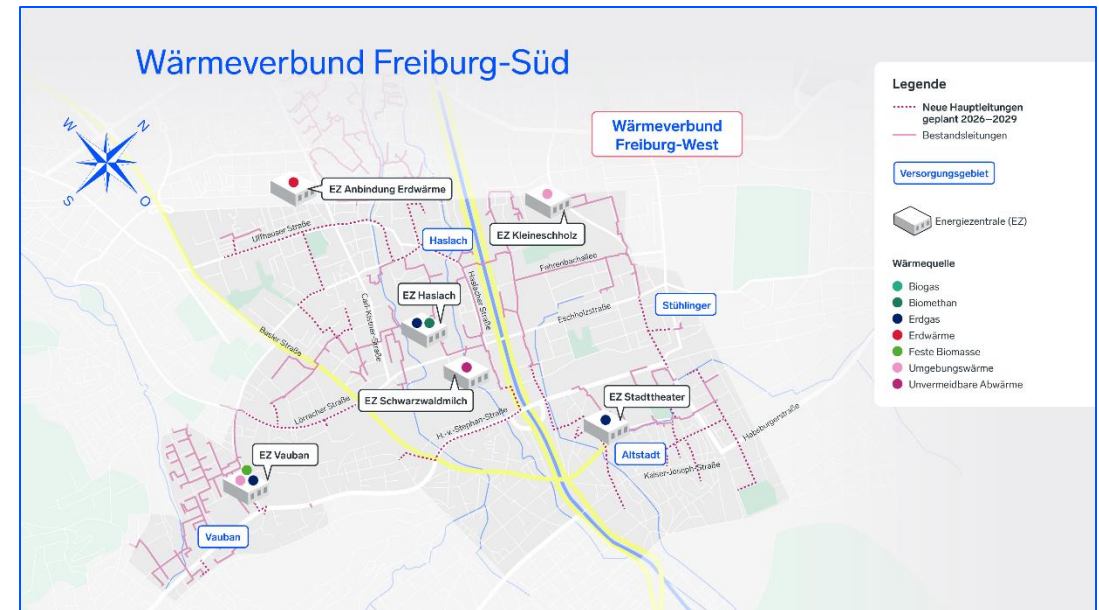 Wärmeverbund Freiburg-Süd
Wärmeverbund
Freiburg-West
W
N
S
O
EZ Anbindung Erdwärme
EZ Kleineschholz
Uffhauser Straße
Haslach
Fehrenbachallee
Haslacher Straße
EZ Haslach
Carl-Kistner-Straße
Eschholzstraße
Stühlinger
Basler Straße
EZ Schwarzwaldmilch
EZ Stadttheater
Lörracher Straße
H.-v.-Stephan-Straße
Habsburgerstraße
EZ Vauban
Altstadt
Kaiser-Joseph-Straße
Vauban
Legende
Neue Hauptleitungen
geplant 2026–2029
Bestandsleitungen
Versorgungsgebiet
Energiezentrale (EZ)
Wärmequelle
Biogas
Biomethan
Erdgas
Erdwärme
Feste Biomasse
Umgebungswärme
Unvermeidbare Abwärme